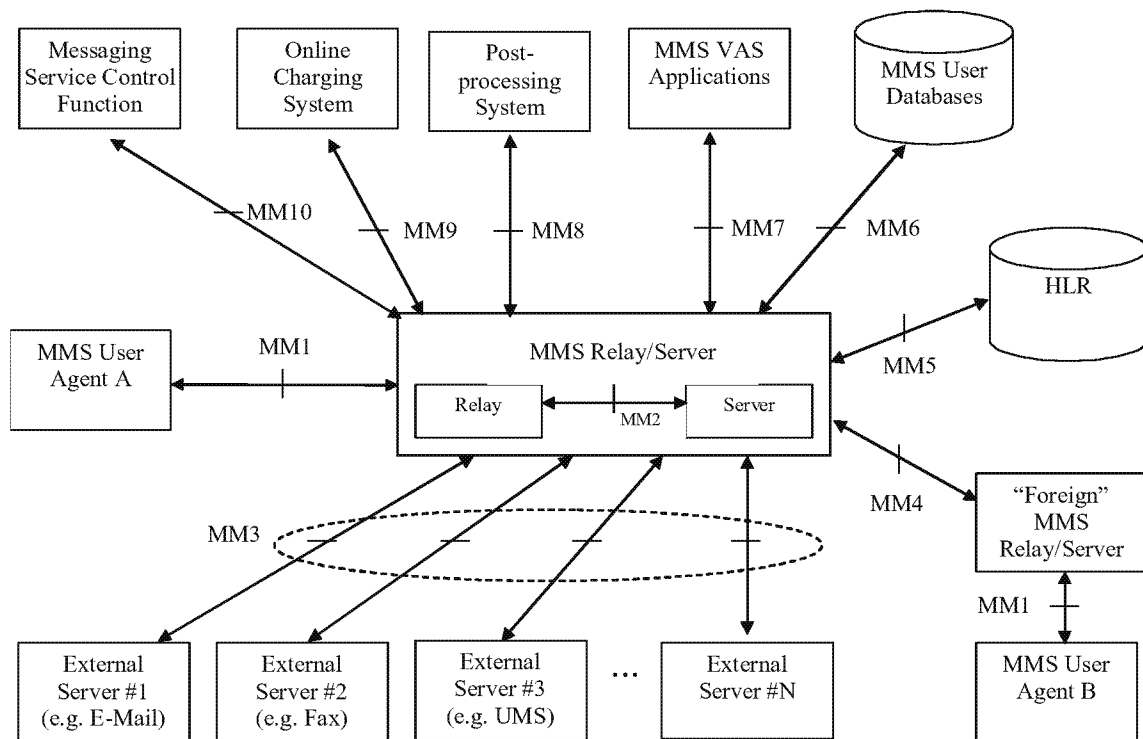 Messaging
Service Control
Function
Online
Charging
System
Post-
processing
System
MMS VAS
Applications
MMS User
Databases
MM10
MM9
MM8
MM7
MM6
HLR
MMS User
Agent A
MM1
MMS Relay/Server
Relay
MM2
Server
MM5
MM4
"Foreign"
MMS
Relay/Server
MM3
MM1
External
Server #1
(e.g. E-Mail)
External
Server #2
(e.g. Fax)
External
Server #3
(e.g. UMS)
...
External
Server #N
MMS User
Agent B